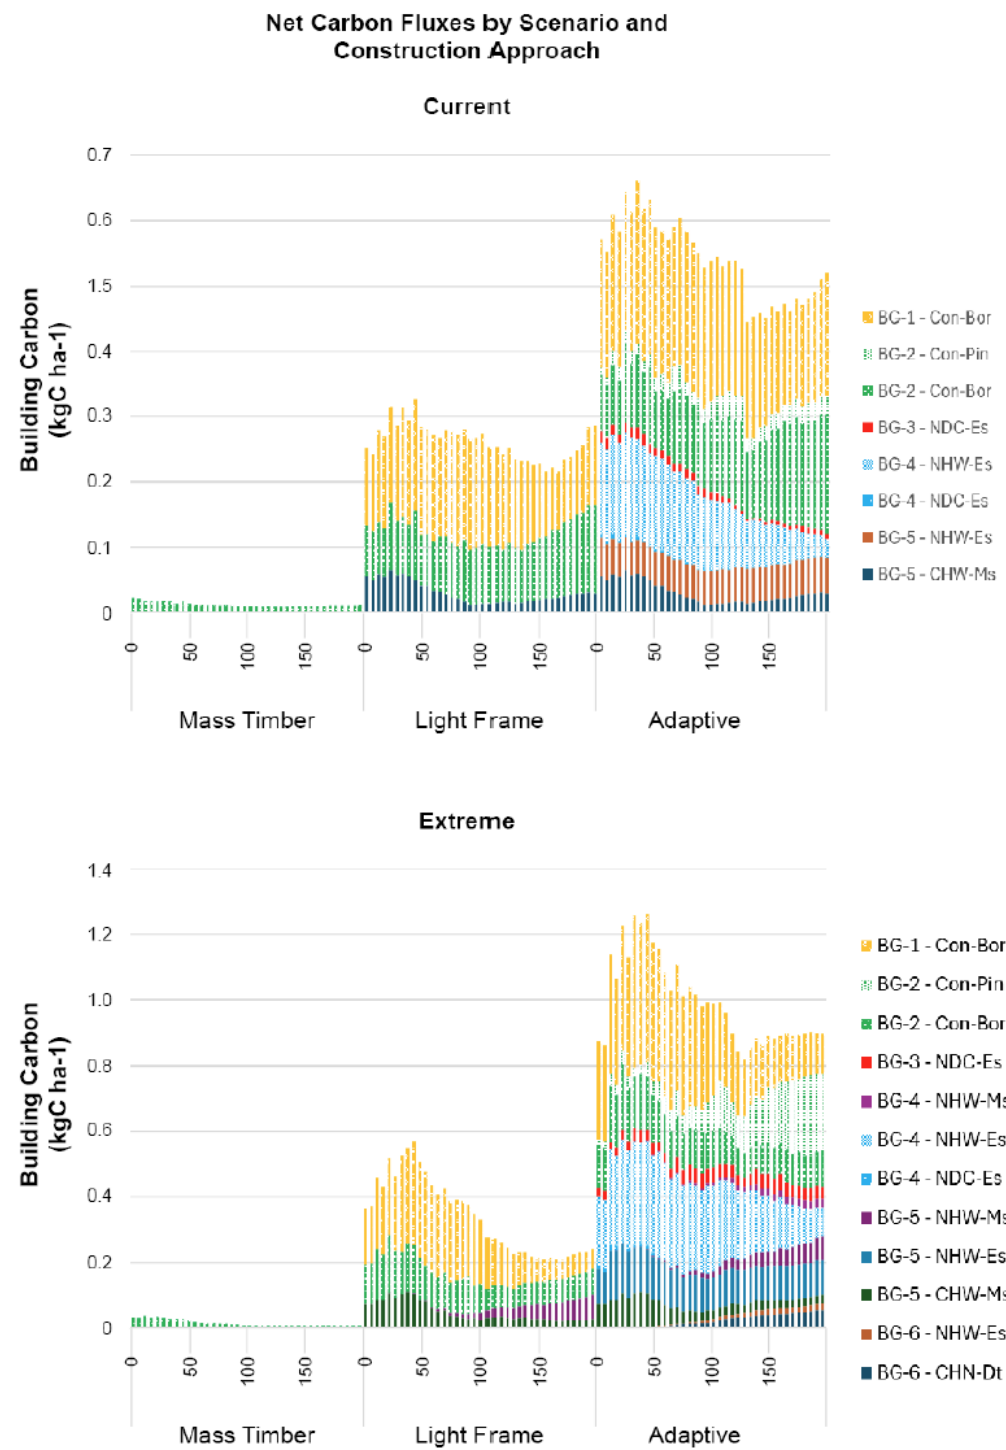 Net Carbon Fluxes by Scenario and
Construction Approach
Current
Building Carbon
(kgC ha-1)
0.7
0.6
1.5
0.4
0.3
0.2
0.1
0
0 50 100 150 0 50 100 150 0 50 100 150
Mass Timber Light Frame Adaptive
BG-1 - Con-Bor
BG-2 - Con-Pin
BG-2 - Con-Bor
BG-3 - NDC-Es
BG-4 - NHW-Es
BG-4 - NDC-Es
BG-5 - NHW-Es
BG-5 - CHW-Ms
Extreme
Building Carbon
(kgC ha-1)
1.4
1.2
1.0
0.8
0.6
0.4
0.2
0
0 50 100 150 0 50 100 150 0 50 100 150
Mass Timber Light Frame Adaptive
BG-1 - Con-Bor
BG-2 - Con-Pin
BG-2 - Con-Bor
BG-3 - NDC-Es
BG-4 - NHW-Ms
BG-4 - NHW-Es
BG-4 - NDC-Es
BG-5 - NHW-Ms
BG-5 - NHW-Es
BG-5 - CHW-Ms
BG-6 - NHW-Es
BG-6 - CHN-Dt